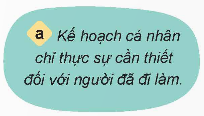 a Kế hoạch cá nhân
chỉ thực sự cần thiết
đối với người đã đi làm.